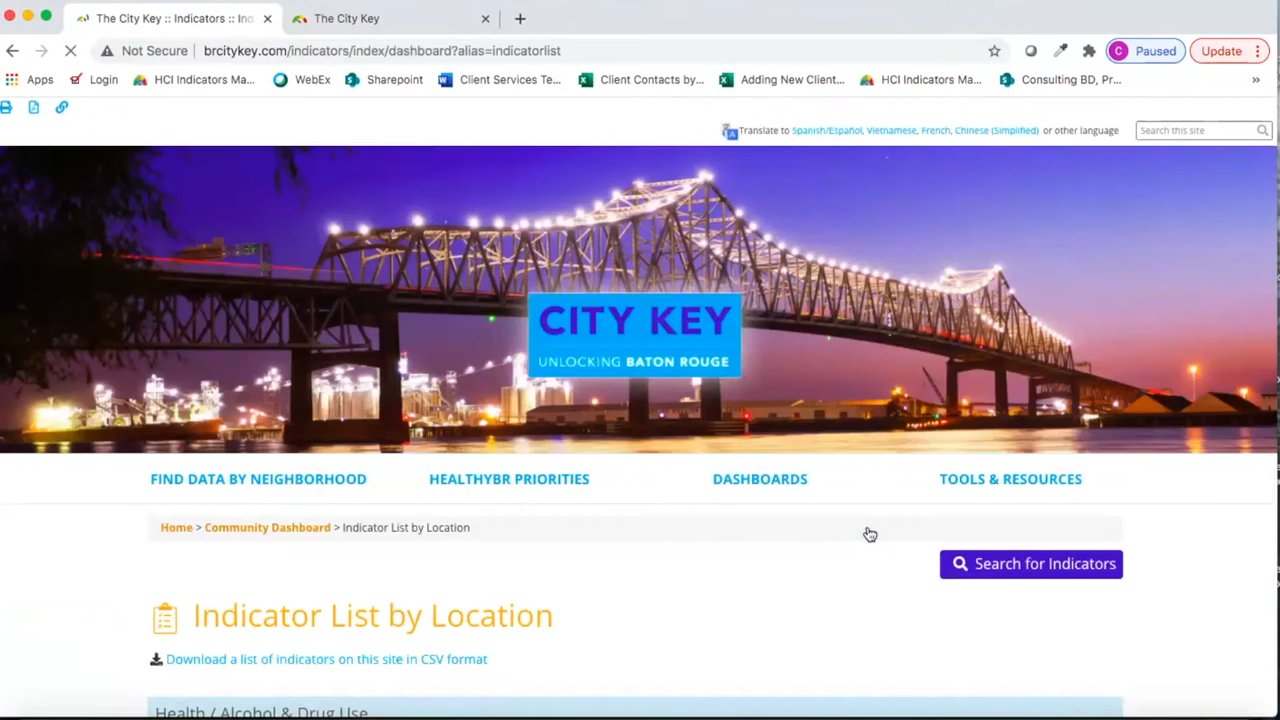 The City Key :: Indicators :: Ind
The City Key
Not Secure
brcitykey.com/indicators/index/dashboard?alias=indicatorlist
C Paused
Update
Apps
Login
HCI Indicators Ma...
WebEx
Sharepoint
Client Services Te...
Client Contacts by...
Adding New Client...
HCI Indicators Ma...
Consulting BD, Pr...
»
Translate to Spanish/Español, Vietnamese, French, Chinese (Simplified) or other language
Search this site
CITY KEY
UNLOCKING BATON ROUGE
FIND DATA BY NEIGHBORHOOD
HEALTHYBR PRIORITIES
DASHBOARDS
TOOLS & RESOURCES
Home > Community Dashboard > Indicator List by Location
Search for Indicators
Indicator List by Location
Download a list of indicators on this site in CSV format
Health / Alcohol & Drug Use